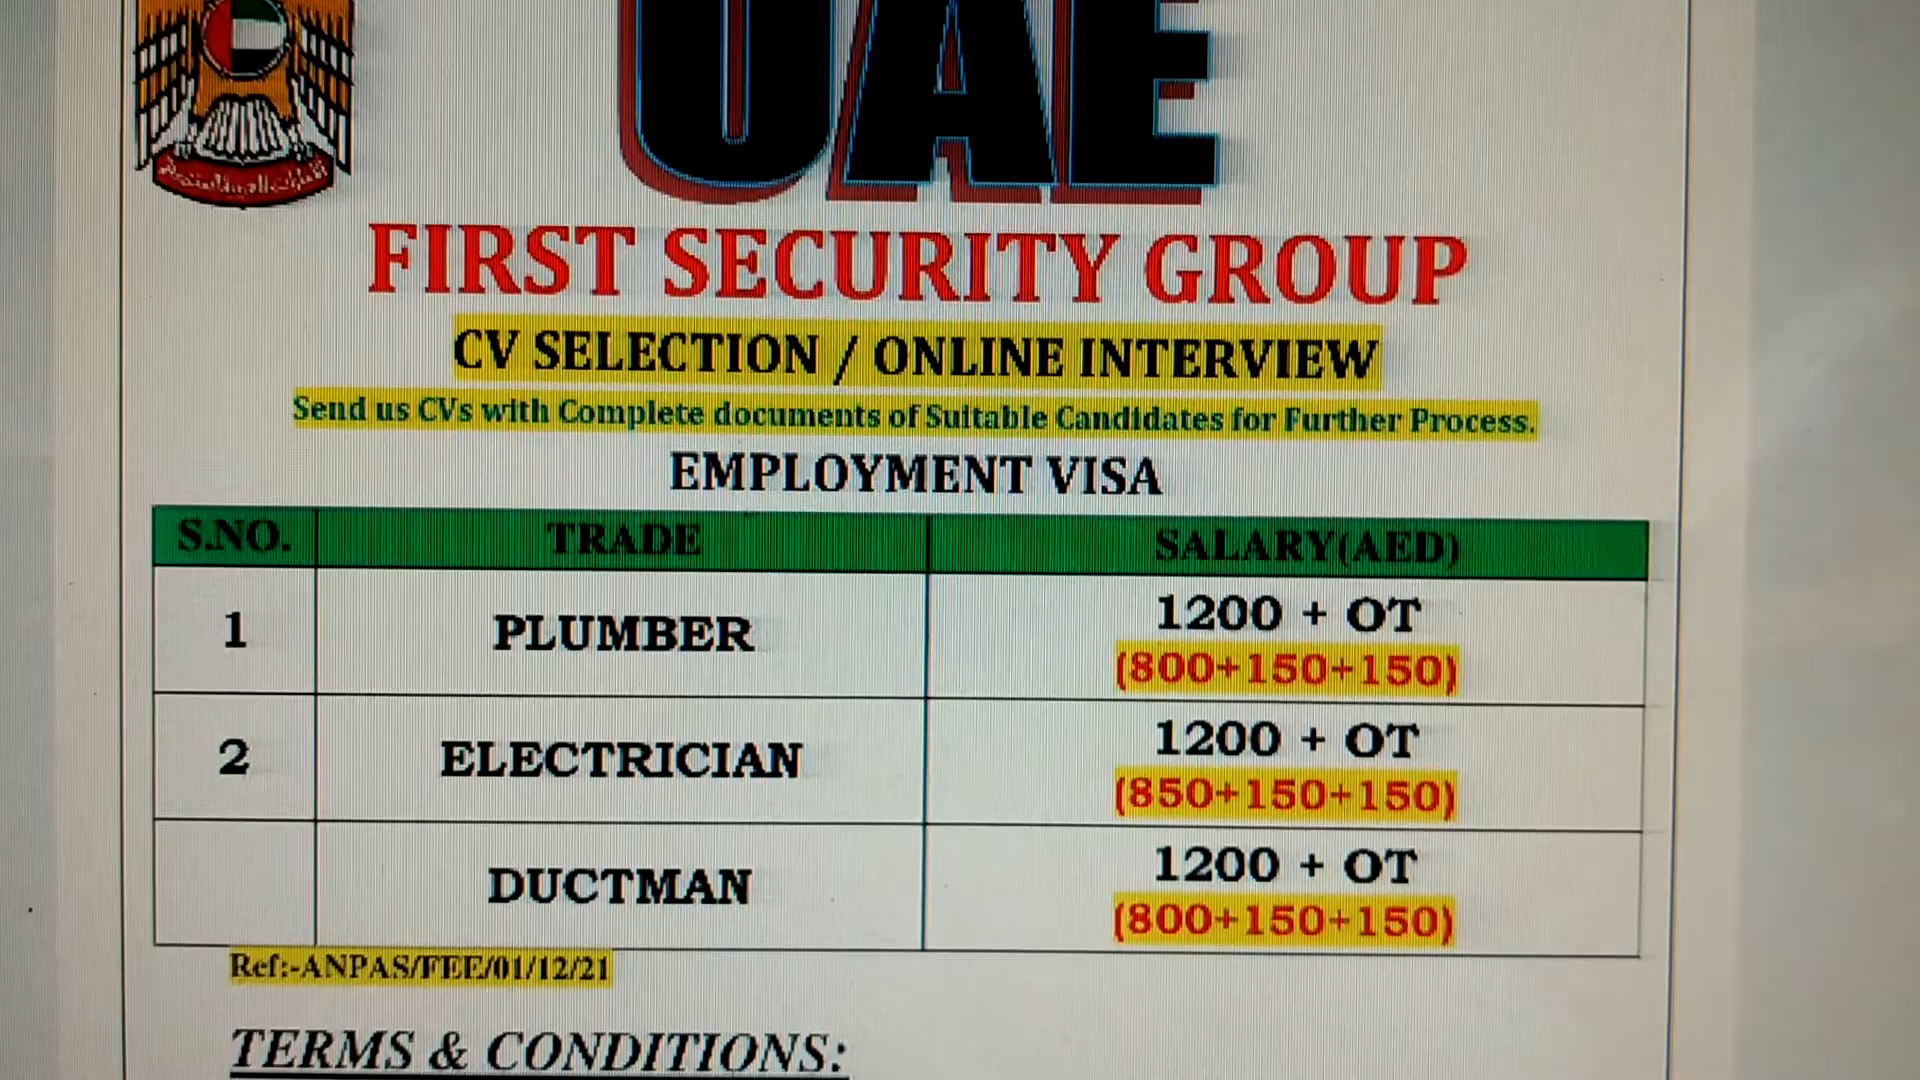 UAE
FIRST SECURITY GROUP
CV SELECTION / ONLINE INTERVIEW
Send us CVs with Complete documents of Suitable Candidates for Further Process.
EMPLOYMENT VISA
S.NO. TRADE SALARY(AED)
1 PLUMBER 1200 + OT
(800+150+150)
2 ELECTRICIAN 1200 + OT
(850+150+150)
DUCTMAN 1200 + OT
(800+150+150)
Ref:-ANPAS/FEE/01/12/21
TERMS & CONDITIONS: